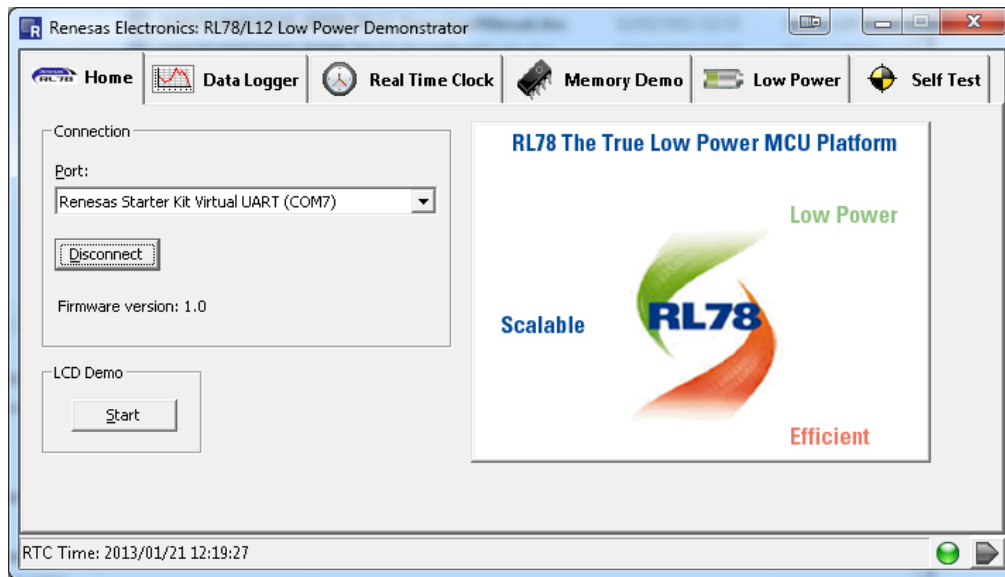 Renesas Electronics: RL78/L12 Low Power Demonstrator
RL78 Home
Data Logger
Real Time Clock
Memory Demo
Low Power
Self Test
Connection
Port:
Renesas Starter Kit Virtual UART (COM7)
Disconnect
Firmware version: 1.0
LCD Demo
Start
RL78 The True Low Power MCU Platform
Low Power
RL78
Scalable
Efficient
RTC Time: 2013/01/21 12:19:27